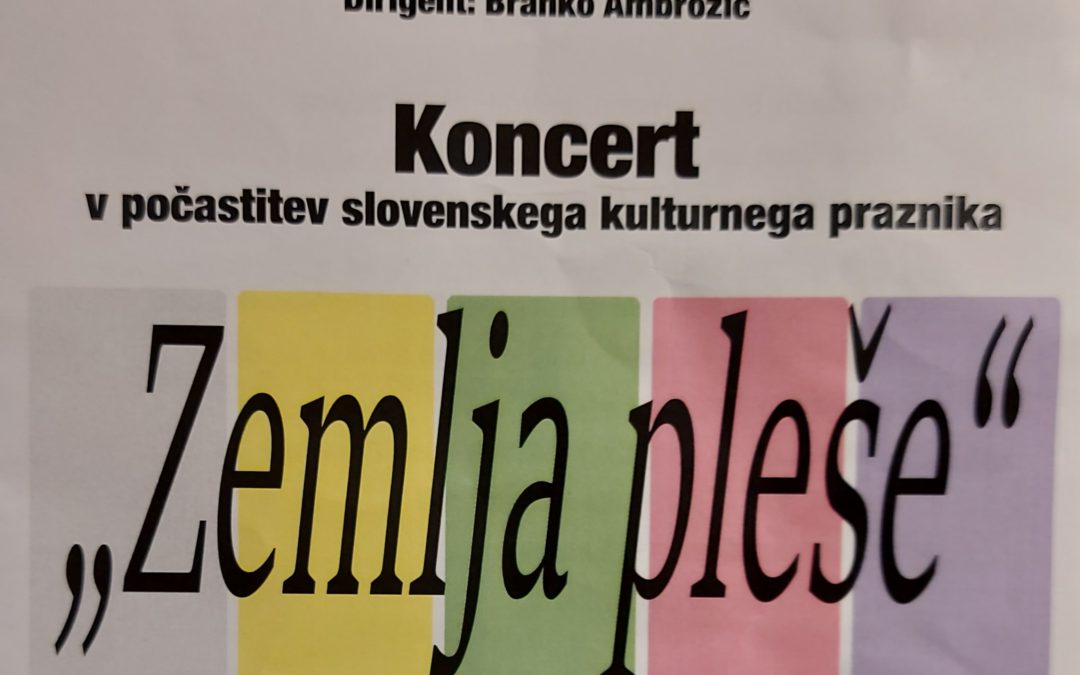 Dirigent: Branko Ambrožič
Koncert
v počastitev slovenskega kulturnega praznika
„Zemlja pleše“